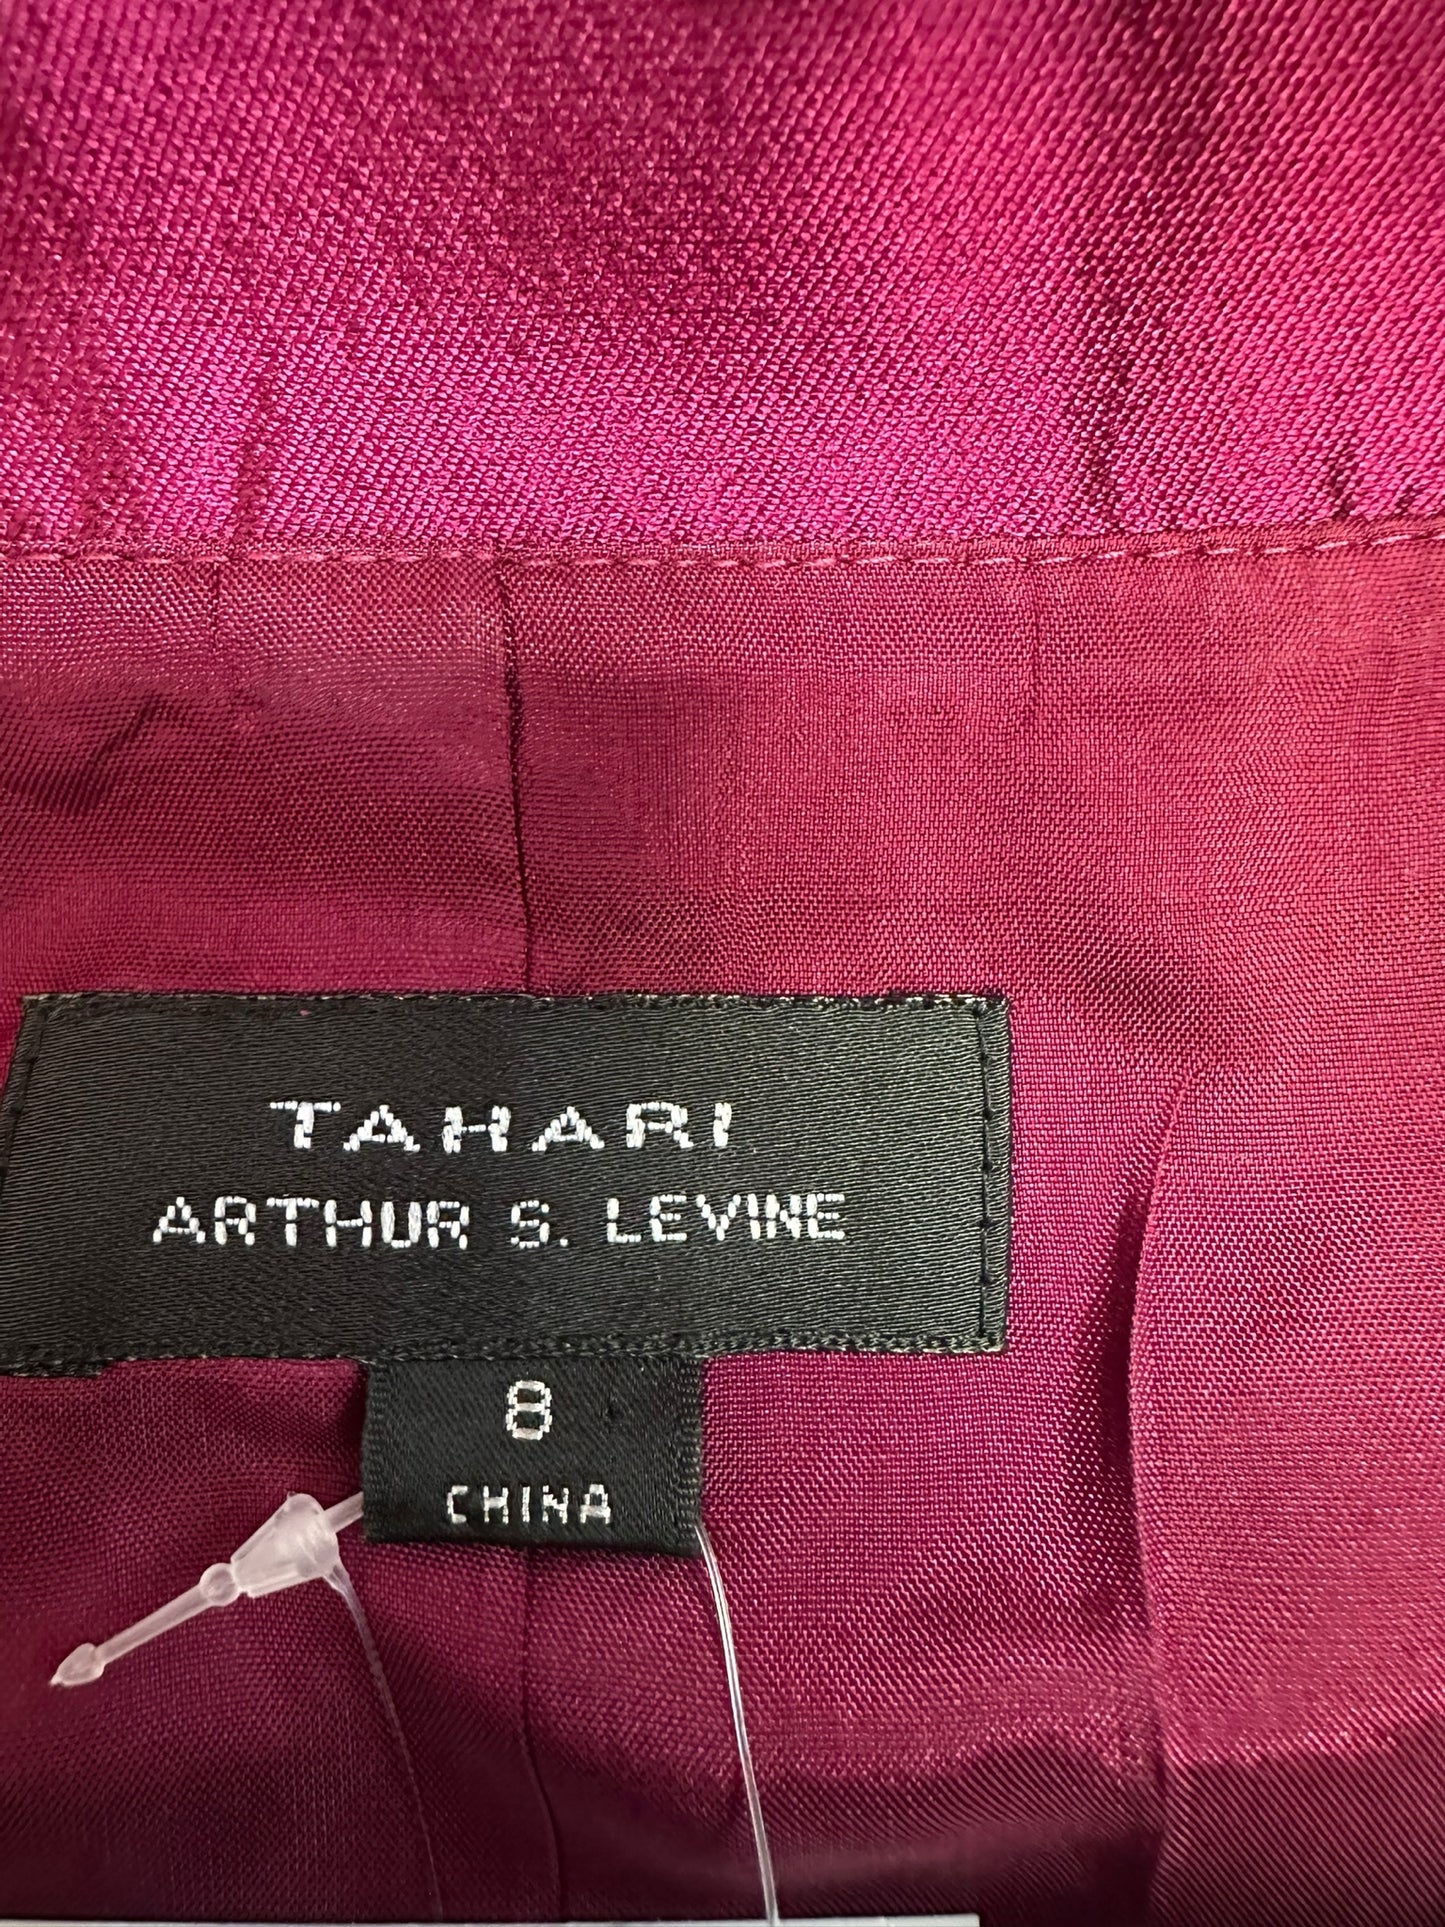 TAHARI
ARTHUR S. LEVINE
8
CHINA